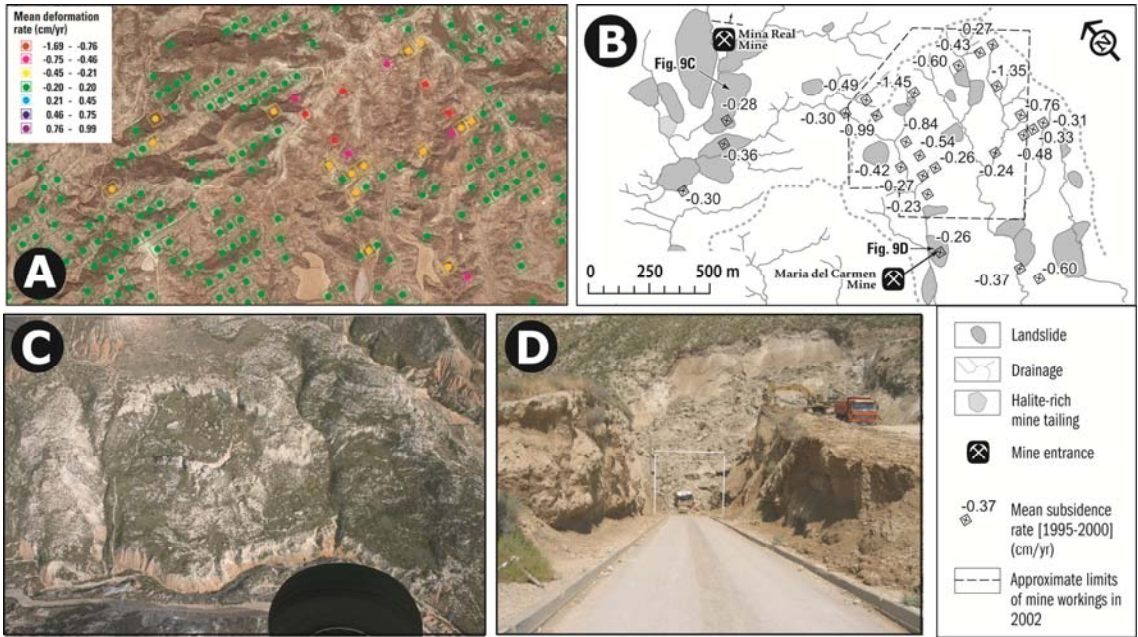 A
Mean deformation
rate (cm/yr)
-1.69 - -0.76
-0.75 - -0.46
-0.45 - -0.21
-0.20 - 0.20
0.21 - 0.45
0.46 - 0.75
0.76 - 0.99
B
Mina Real
Mine
Fig. 9C
N
-0.27
-0.43
-0.60
-0.49
-1.45
-1.35
-0.28
-0.30
-0.99
-0.84
-0.76
-0.31
-0.33
-0.36
-0.54
-0.48
-0.42
-0.26
-0.24
-0.30
-0.27
-0.23
-0.26
Fig. 9D
Maria del Carmen
Mine
-0.37
-0.60
0 250 500 m
C
D
Landslide
Drainage
Halite-rich
mine tailing
Mine entrance
-0.37
Mean subsidence
rate [1995-2000]
(cm/yr)
Approximate limits
of mine workings in
2002